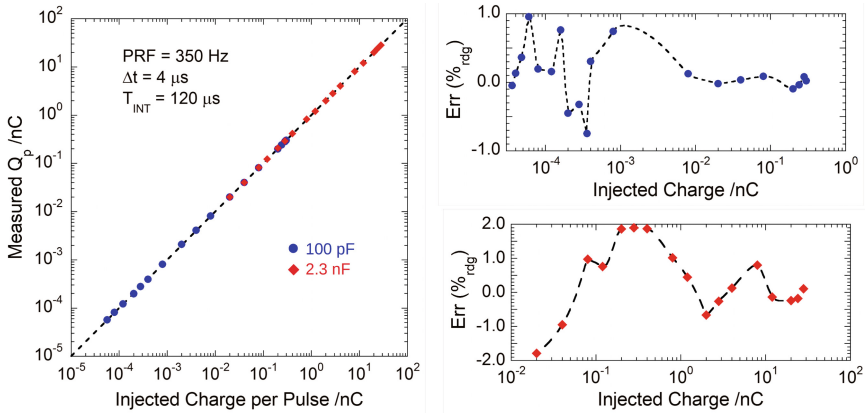 PRF = 350 Hz
Δt = 4 μs
T_INT = 120 μs
Measured Q_p /nC
10^2
10^1
10^0
10^-1
10^-2
10^-3
10^-4
10^-5
100 pF
2.3 nF
10^-5 10^-4 10^-3 10^-2 10^-1 10^0 10^1 10^2
Injected Charge per Pulse /nC
Err (%_rdg)
1.0
0.0
-1.0
10^-4 10^-3 10^-2 10^-1 10^0
Injected Charge /nC
Err (%_rdg)
2.0
1.0
0.0
-1.0
-2.0
10^-2 10^-1 10^0 10^1 10^2
Injected Charge /nC